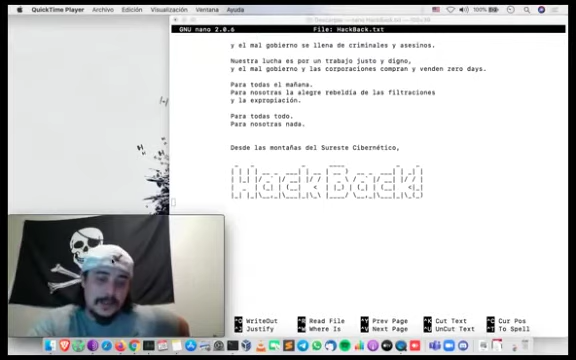 QuickTime Player Archivo Edición Visualización Ventana Ayuda
100%
GNU nano 2.0.6 File: HackBack.txt
y el mal gobierno se llena de criminales y asesinos.
Nuestra lucha es por un trabajo justo y digno,
y el mal gobierno y las corporaciones compran y venden zero days.
Para todas el mañana.
Para nosotras la alegre rebeldía de las filtraciones
y la expropiación.
Para todas todo.
Para nosotras nada.
Desde las montañas del Sureste Cibernético,
Hack Back!
^O WriteOut ^R Read File ^Y Prev Page ^K Cut Text ^C Cur Pos
^J Justify ^W Where Is ^V Next Page ^U UnCut Text ^T To Spell